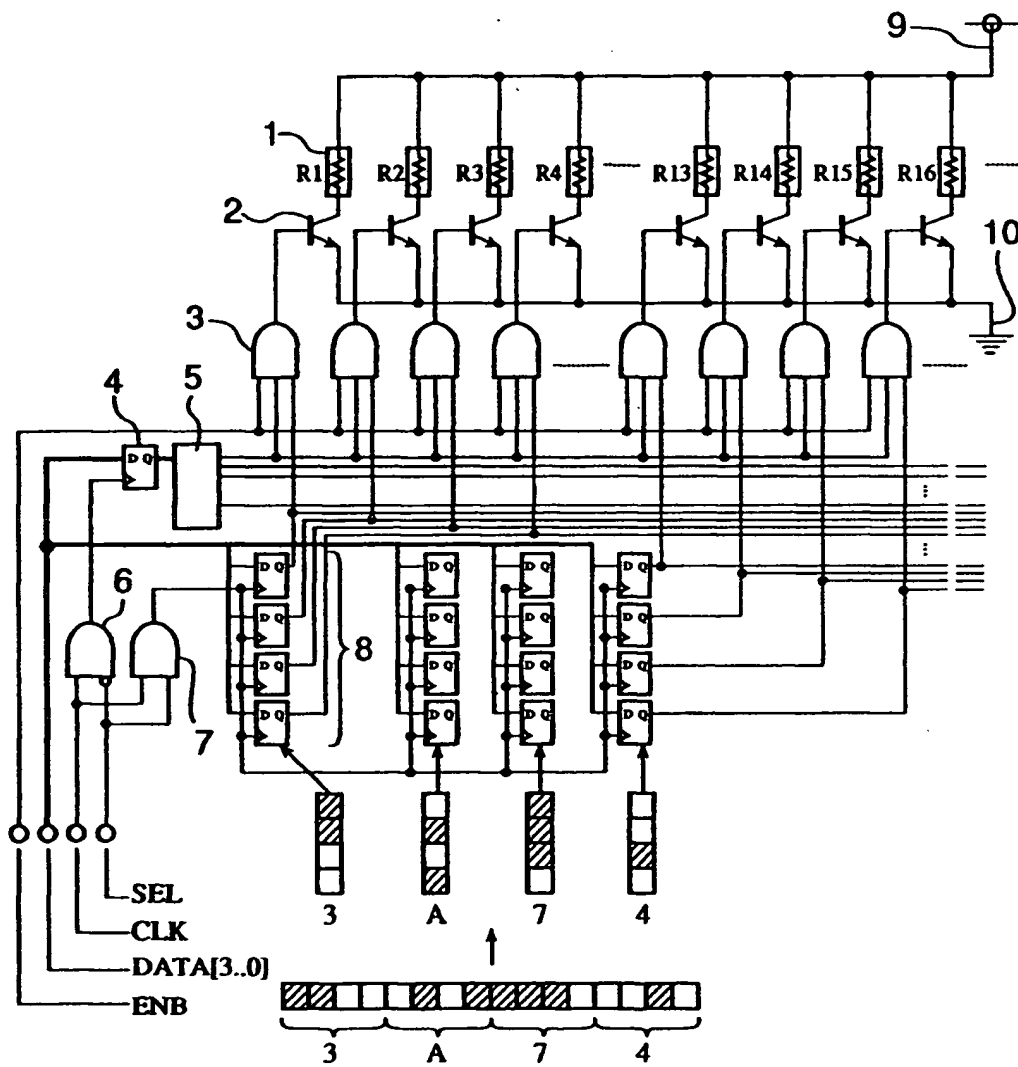 9
1
R1 R2 R3 R4 R13 R14 R15 R16
2
10
3
4
5
D Q
6
D Q D Q D Q D Q
D Q D Q D Q D Q
8
D Q D Q D Q D Q
7
D Q D Q D Q D Q
SEL
3 A 7 4
CLK
DATA[3..0]
ENB
3 A 7 4